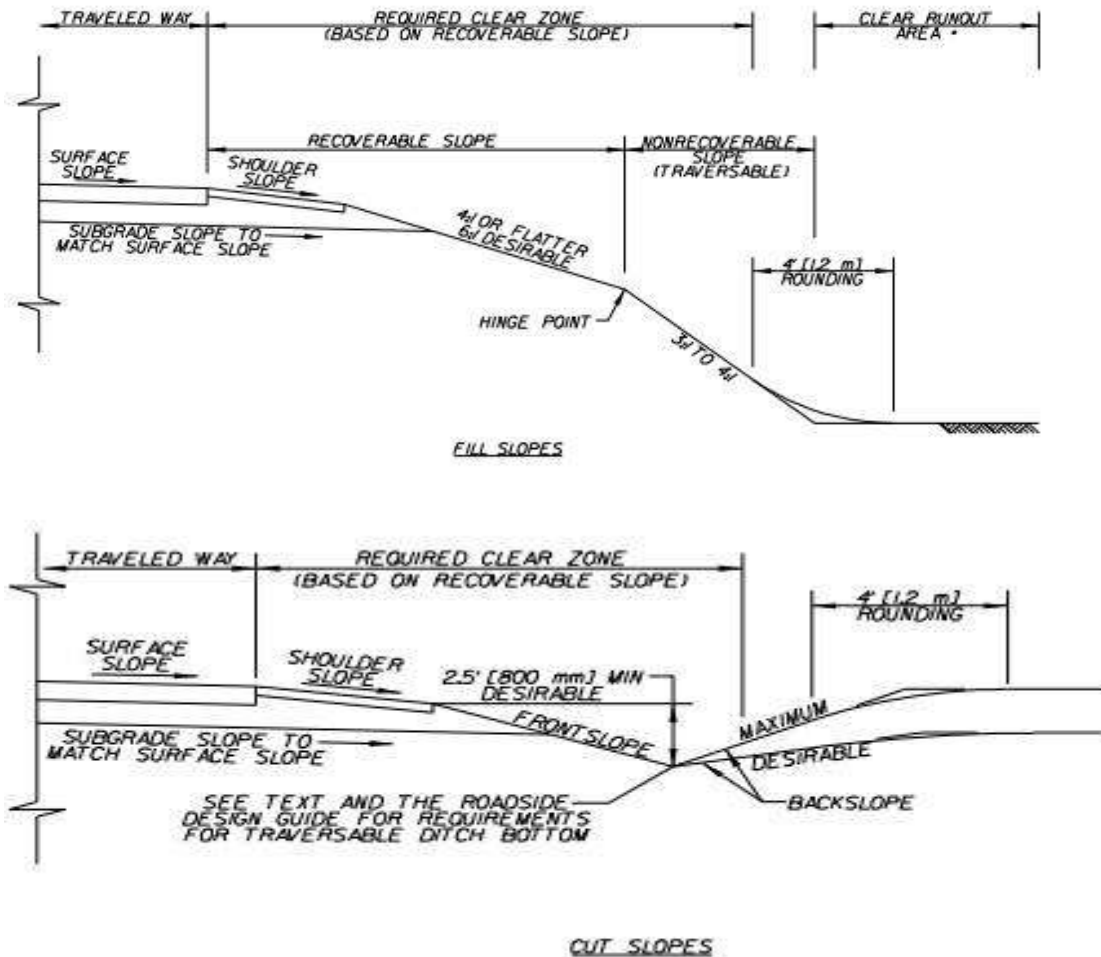 TRAVELED WAY
REQUIRED CLEAR ZONE
(BASED ON RECOVERABLE SLOPE)
CLEAR RUNOUT
AREA •
RECOVERABLE SLOPE
NONRECOVERABLE
SLOPE
(TRAVERSABLE)
SURFACE
SLOPE
SHOULDER
SLOPE
SUBGRADE SLOPE TO
MATCH SURFACE SLOPE
4:1 OR FLATTER
6:1 DESIRABLE
4' [1.2 m]
ROUNDING
HINGE POINT
3:1 TO 4:1
FILL SLOPES
TRAVELED WAY
REQUIRED CLEAR ZONE
(BASED ON RECOVERABLE SLOPE)
4' [1.2 m]
ROUNDING
SURFACE
SLOPE
SHOULDER
SLOPE
2.5' [800 mm] MIN
DESIRABLE
FRONT SLOPE
MAXIMUM
DESIRABLE
SUBGRADE SLOPE TO
MATCH SURFACE SLOPE
BACKSLOPE
SEE TEXT AND THE ROADSIDE
DESIGN GUIDE FOR REQUIREMENTS
FOR TRAVERSABLE DITCH BOTTOM
CUT SLOPES